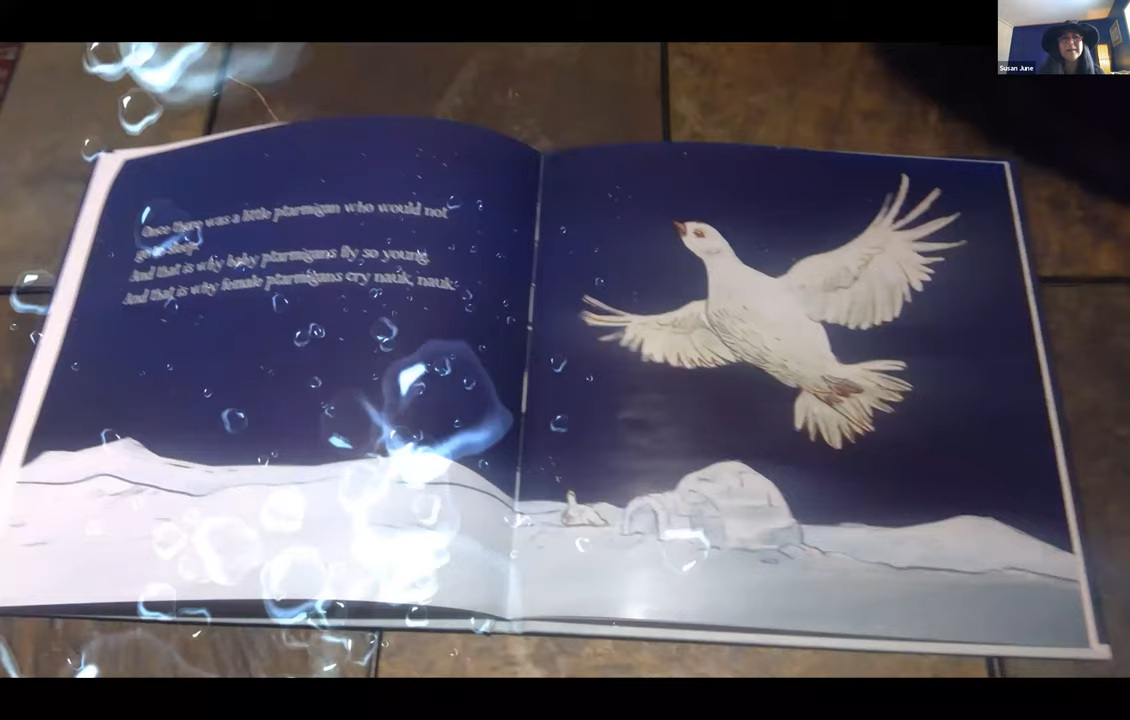 Once there was a little ptarmigan who would not
go to sleep.
And that is why baby ptarmigans fly so young.
And that is why female ptarmigans cry nauk, nauk.
Susan June